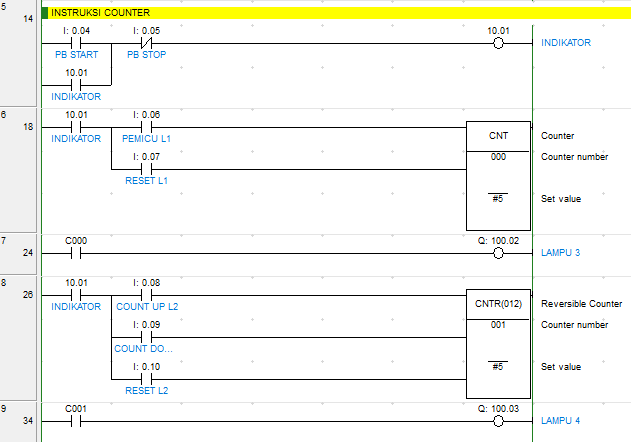 5
14
INSTRUKSI COUNTER
I: 0.04 I: 0.05 10.01
PB START PB STOP INDIKATOR
10.01
INDIKATOR
6
18
10.01 I: 0.06
INDIKATOR PEMICU L1 CNT Counter
I: 0.07 000 Counter number
RESET L1
#5 Set value
7
24
C000 Q: 100.02
LAMPU 3
8
26
10.01 I: 0.08
INDIKATOR COUNT UP L2 CNTR(012) Reversible Counter
I: 0.09 001 Counter number
COUNT DO...
I: 0.10 #5 Set value
RESET L2
9
34
C001 Q: 100.03
LAMPU 4